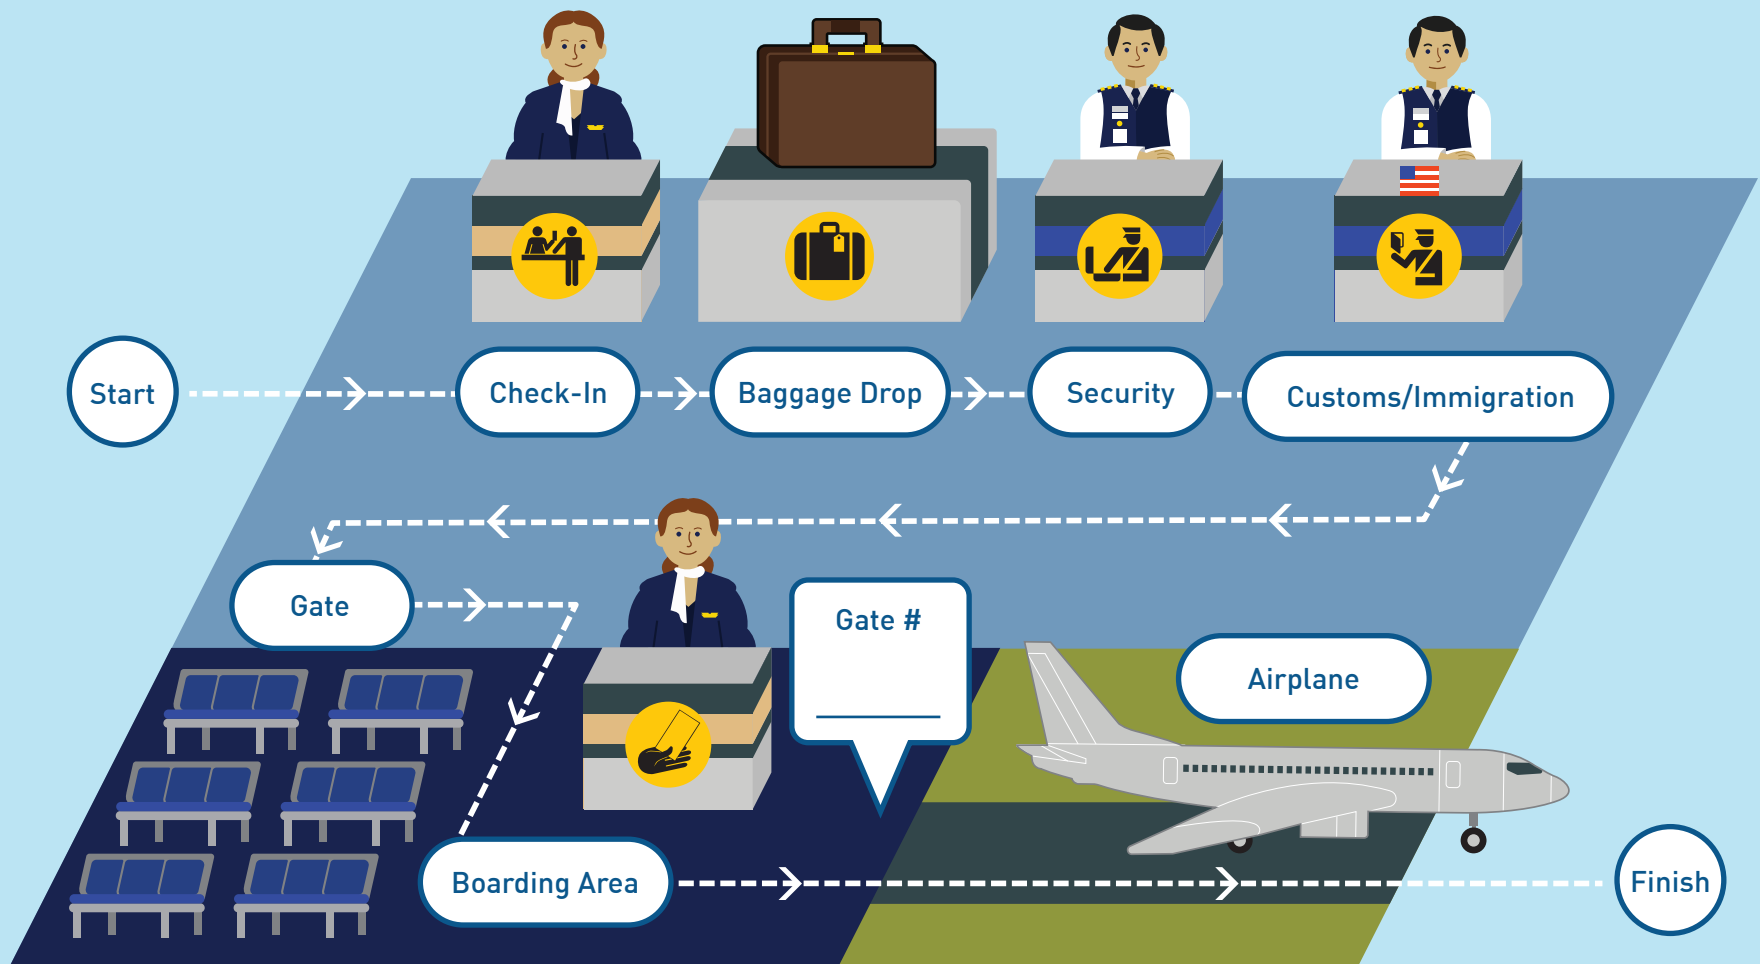 Start
Check-In
Baggage Drop
Security
Customs/Immigration
Gate
Gate #
Airplane
Boarding Area
Finish